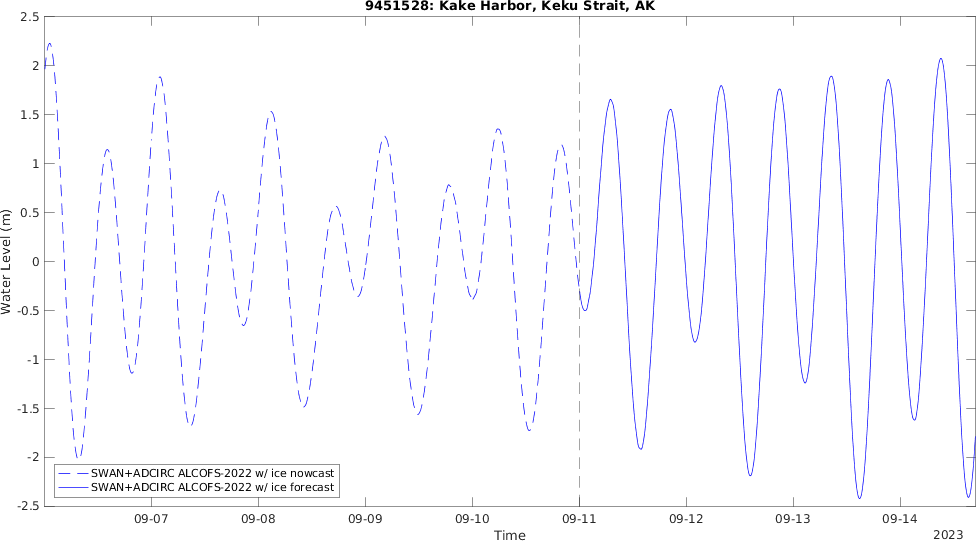 9451528: Kake Harbor, Keku Strait, AK
2.5
2
1.5
1
0.5
0
-0.5
-1
-1.5
-2
-2.5
Water Level (m)
SWAN+ADCIRC ALCOFS-2022 w/ ice nowcast
SWAN+ADCIRC ALCOFS-2022 w/ ice forecast
09-07 09-08 09-09 09-10 09-11 09-12 09-13 09-14
Time
2023